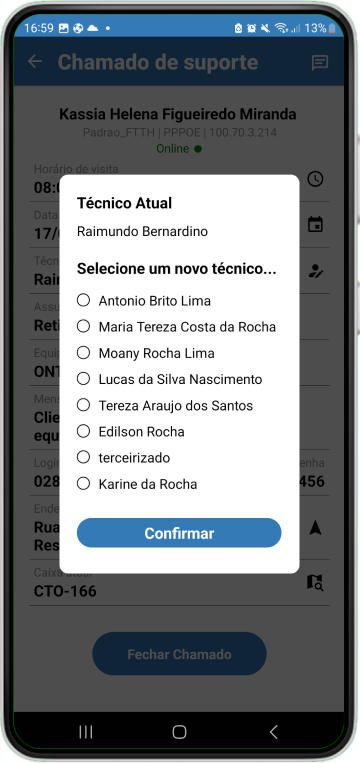 16:59
13%
Chamado de suporte
Kassia Helena Figueiredo Miranda
Padrao_FTTH | PPPOE | 100.70.3.214
Online
Horário de visita
08:
Data
17/
Técn
Rai
Assu
Reti
Equi
ONT
Mens
Clie
equ
Login enha
028 456
Ende
Rua
Res
Caixa atual
CTO-166
Fechar Chamado
Técnico Atual
Raimundo Bernardino
Selecione um novo técnico...
Antonio Brito Lima
Maria Tereza Costa da Rocha
Moany Rocha Lima
Lucas da Silva Nascimento
Tereza Araujo dos Santos
Edilson Rocha
terceirizado
Karine da Rocha
Confirmar